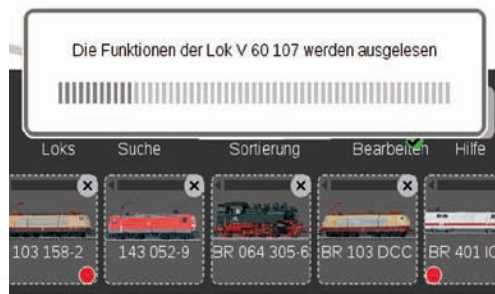 Die Funktionen der Lok V 60 107 werden ausgelesen
Loks Suche Sortierung Bearbeiten Hilfe
103 158-2 143 052-9 BR 064 305-6 BR 103 DCC BR 401 IC